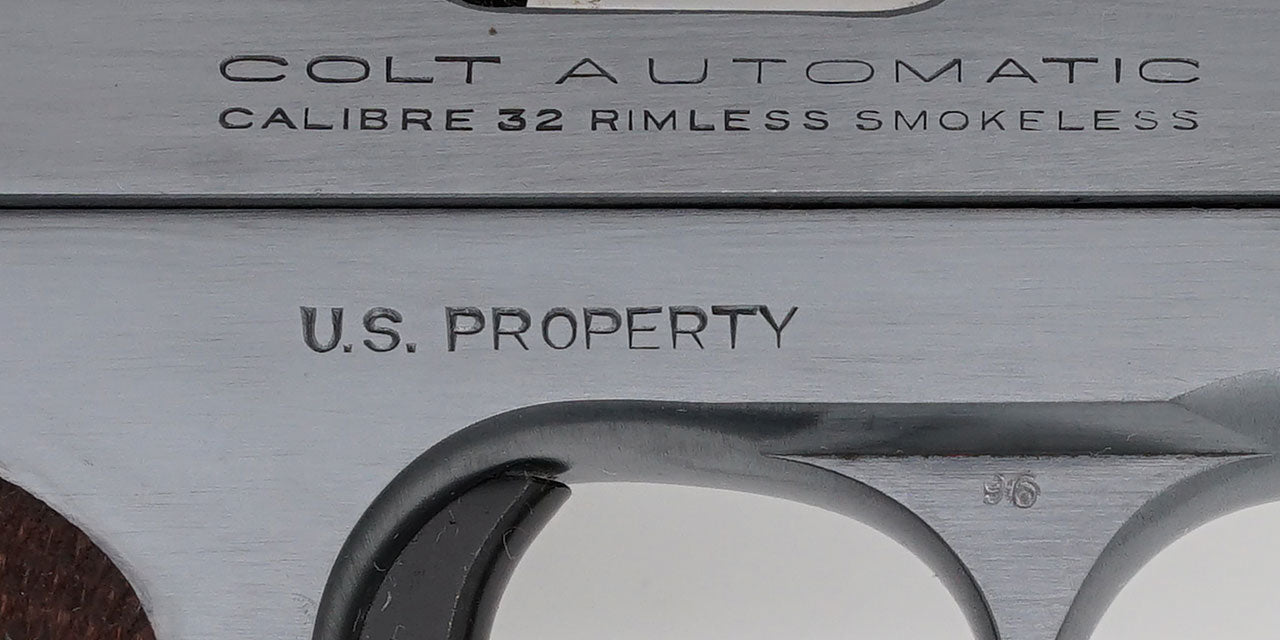 COLT AUTOMATIC
CALIBRE 32 RIMLESS SMOKELESS
U.S. PROPERTY
96